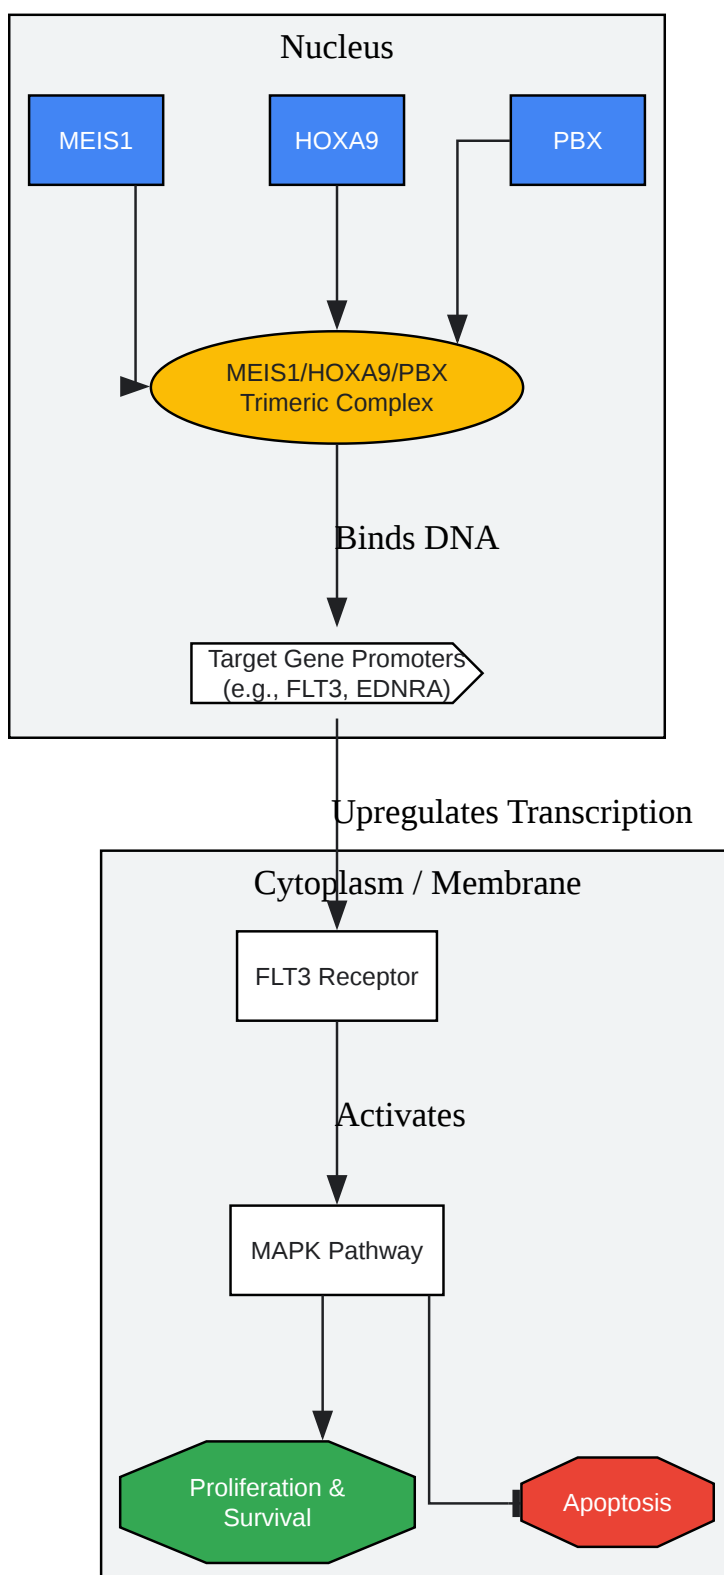 Nucleus
MEIS1
HOXA9
PBX
MEIS1/HOXA9/PBX
Trimeric Complex
Binds DNA
Target Gene Promoters
(e.g., FLT3, EDNRA)
Upregulates Transcription
Cytoplasm / Membrane
FLT3 Receptor
Activates
MAPK Pathway
Proliferation &
Survival
Apoptosis